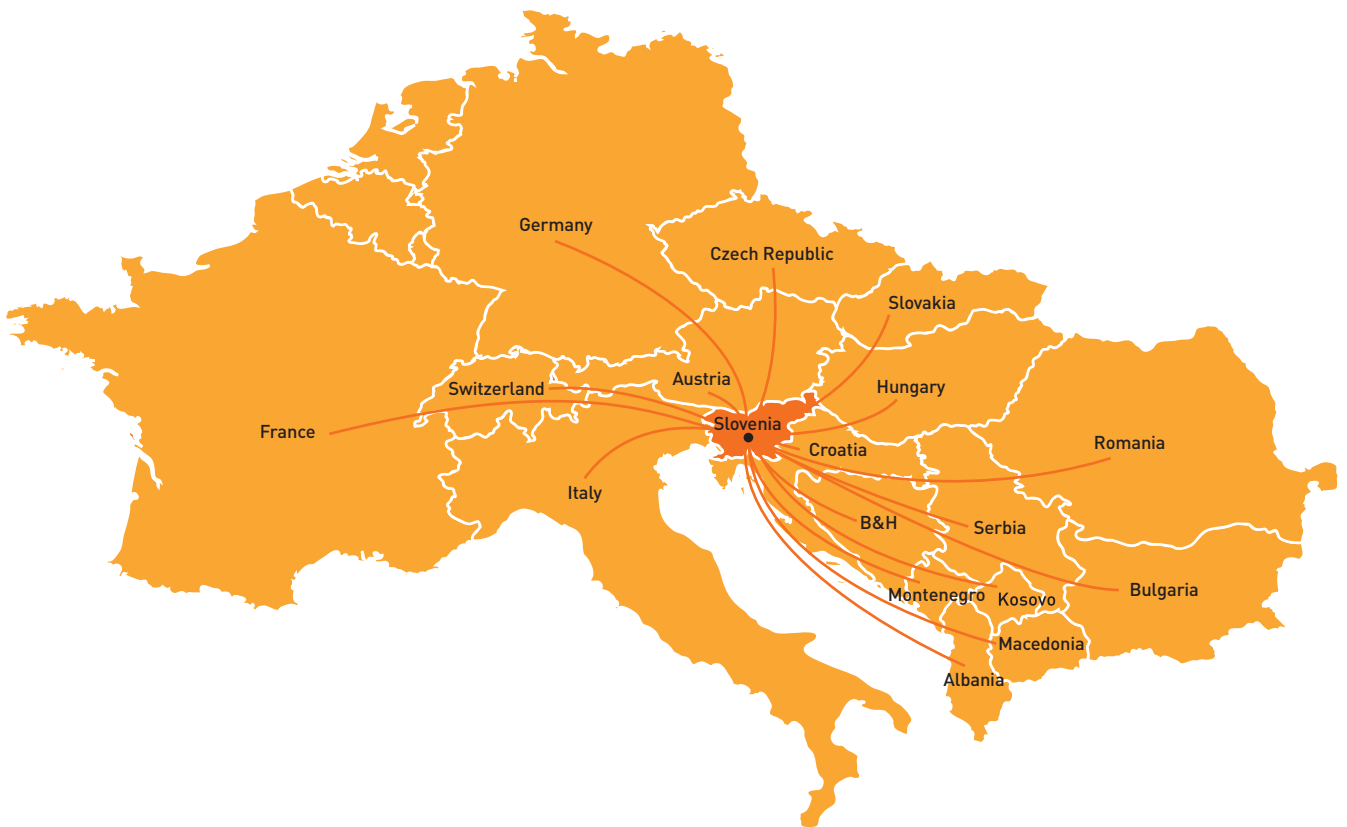 Germany
Czech Republic
Slovakia
Austria
Hungary
Switzerland
Slovenia
France
Croatia
Romania
Italy
B&H
Serbia
Bulgaria
Montenegro
Kosovo
Macedonia
Albania